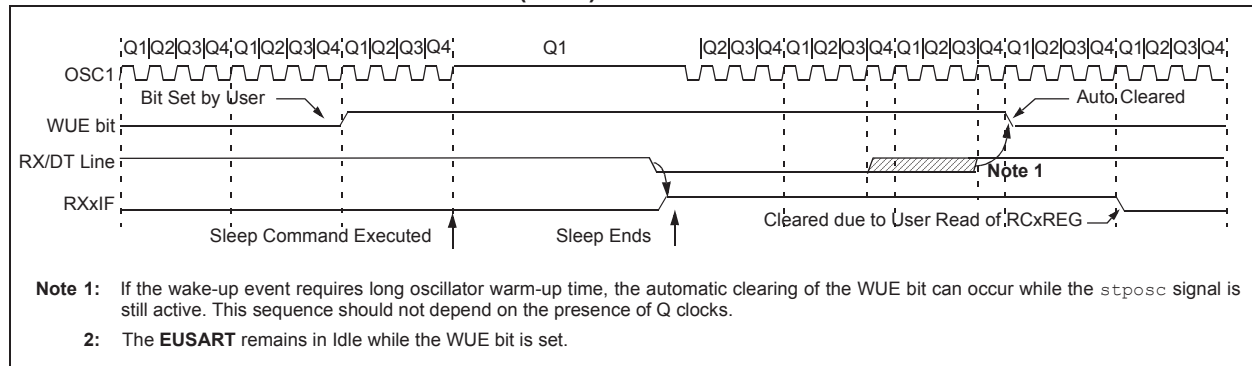 Q1|Q2|Q3|Q4|Q1|Q2|Q3|Q4|Q1|Q2|Q3|Q4 Q1 Q2|Q3|Q4|Q1|Q2|Q3|Q4|Q1|Q2|Q3|Q4|Q1|Q2|Q3|Q4|Q1|Q2|Q3|Q4
OSC1
Bit Set by User Auto Cleared
WUE bit
RX/DT Line
Note 1
RXxIF
Cleared due to User Read of RCxREG
Sleep Command Executed Sleep Ends
Note 1: If the wake-up event requires long oscillator warm-up time, the automatic clearing of the WUE bit can occur while the stposc signal is
still active. This sequence should not depend on the presence of Q clocks.
2: The EUSART remains in Idle while the WUE bit is set.